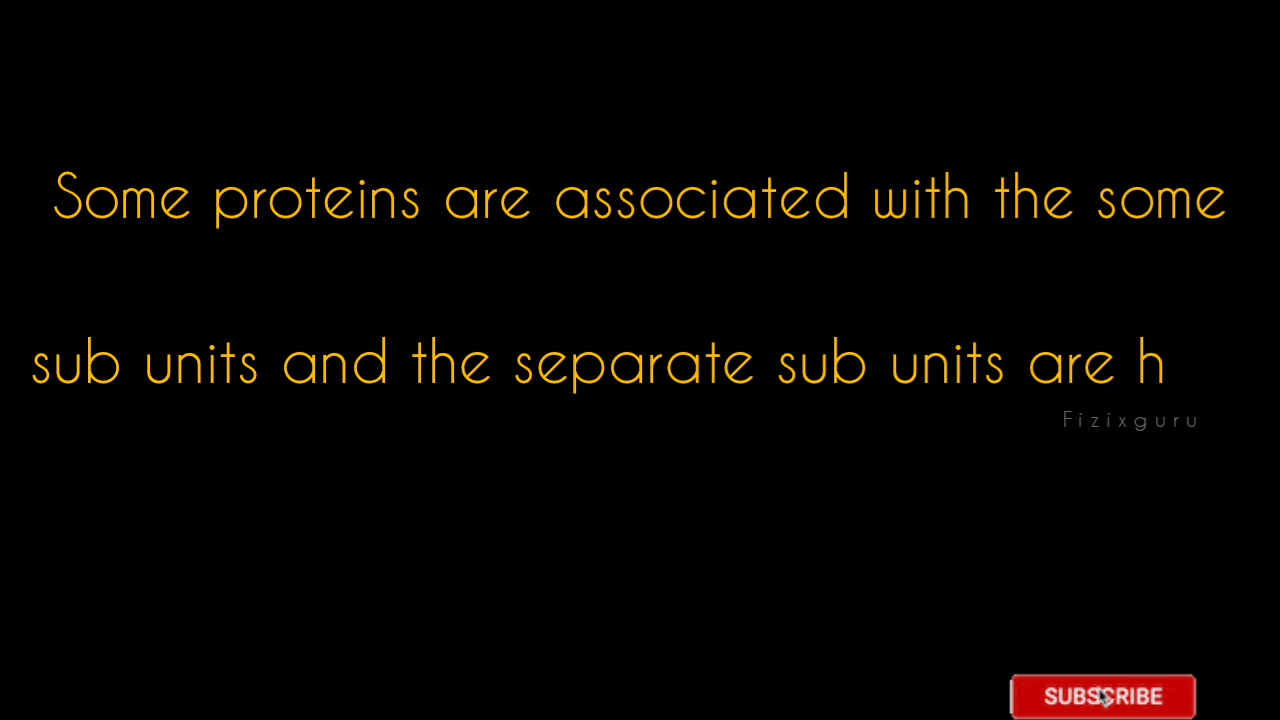 Some proteins are associated with the some
sub units and the separate sub units are h
Fizixguru
SUBSCRIBE